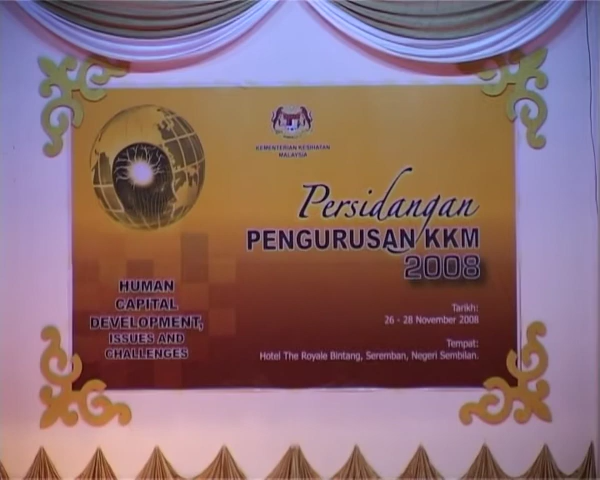 KEMENTERIAN KESIHATAN
MALAYSIA
Persidangan
PENGURUSAN KKM
2008
HUMAN
CAPITAL
DEVELOPMENT,
ISSUES AND
CHALLENGES
Tarikh:
26 - 28 November 2008
Tempat:
Hotel The Royale Bintang, Seremban, Negeri Sembilan.